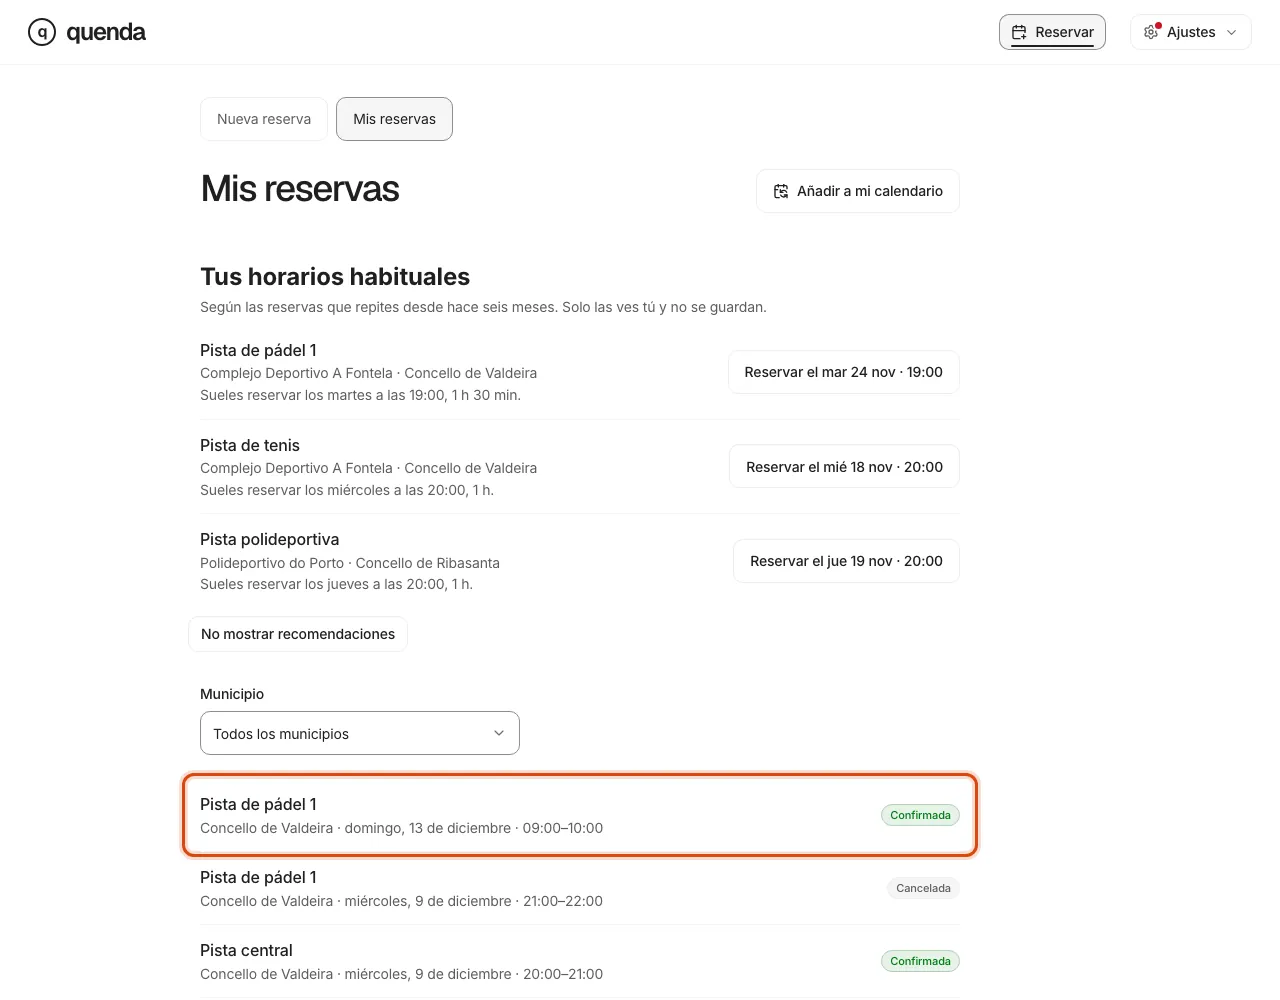 q quenda
Reservar
Ajustes
Nueva reserva
Mis reservas
Mis reservas
Añadir a mi calendario
Tus horarios habituales
Según las reservas que repites desde hace seis meses. Solo las ves tú y no se guardan.
Pista de pádel 1
Complejo Deportivo A Fontela · Concello de Valdeira
Sueles reservar los martes a las 19:00, 1 h 30 min.
Reservar el mar 24 nov · 19:00
Pista de tenis
Complejo Deportivo A Fontela · Concello de Valdeira
Sueles reservar los miércoles a las 20:00, 1 h.
Reservar el mié 18 nov · 20:00
Pista polideportiva
Polideportivo do Porto · Concello de Ribasanta
Sueles reservar los jueves a las 20:00, 1 h.
Reservar el jue 19 nov · 20:00
No mostrar recomendaciones
Municipio
Todos los municipios
Pista de pádel 1
Concello de Valdeira · domingo, 13 de diciembre · 09:00–10:00
Confirmada
Pista de pádel 1
Concello de Valdeira · miércoles, 9 de diciembre · 21:00–22:00
Cancelada
Pista central
Concello de Valdeira · miércoles, 9 de diciembre · 20:00–21:00
Confirmada